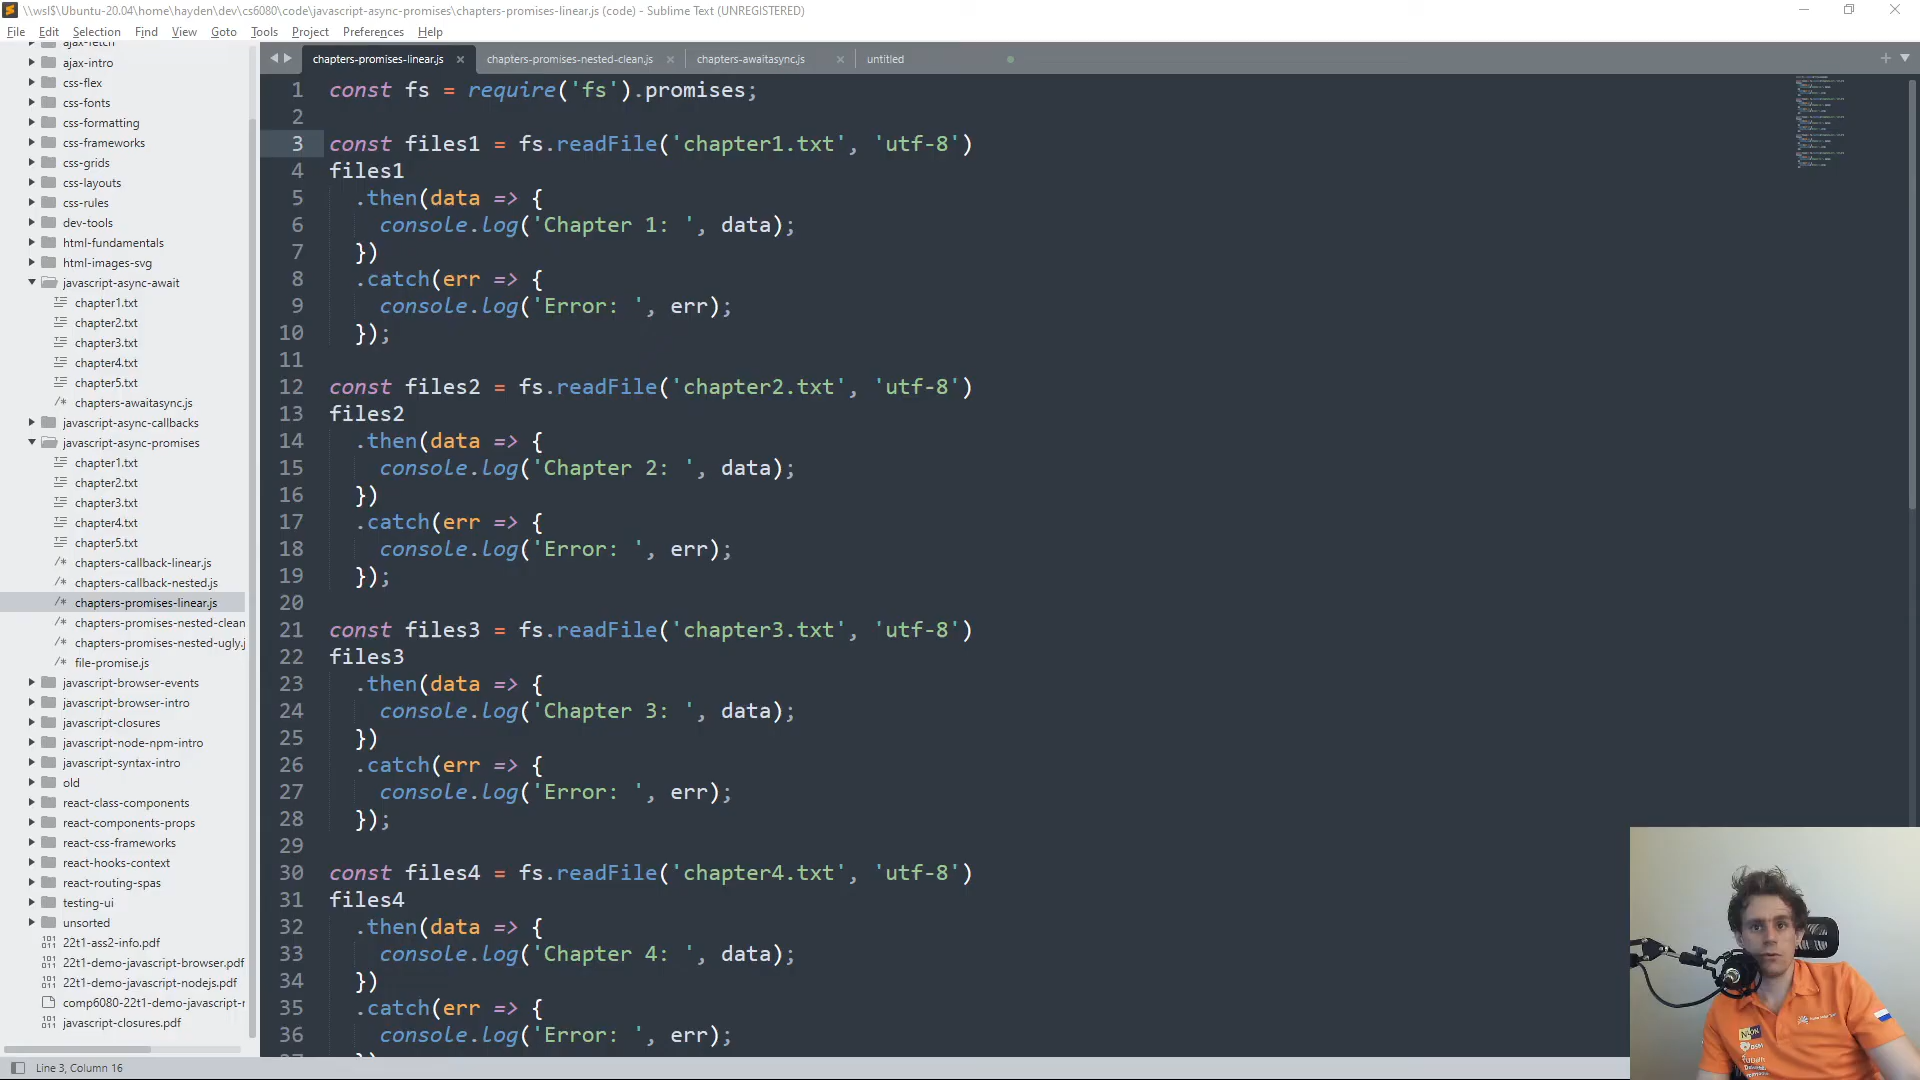 \\wsl$\Ubuntu-20.04\home\hayden\dev\cs6080\code\javascript-async-promises\chapters-promises-linear.js (code) - Sublime Text (UNREGISTERED)
File Edit Selection Find View Goto Tools Project Preferences Help
ajax-fetch
ajax-intro
css-flex
css-fonts
css-formatting
css-frameworks
css-grids
css-layouts
css-rules
dev-tools
html-fundamentals
html-images-svg
javascript-async-await
chapter1.txt
chapter2.txt
chapter3.txt
chapter4.txt
chapter5.txt
chapters-awaitasync.js
javascript-async-callbacks
javascript-async-promises
chapter1.txt
chapter2.txt
chapter3.txt
chapter4.txt
chapter5.txt
chapters-callback-linear.js
chapters-callback-nested.js
chapters-promises-linear.js
chapters-promises-nested-clean
chapters-promises-nested-ugly.j
file-promise.js
javascript-browser-events
javascript-browser-intro
javascript-closures
javascript-node-npm-intro
javascript-syntax-intro
old
react-class-components
react-components-props
react-css-frameworks
react-hooks-context
react-routing-spas
testing-ui
unsorted
22t1-ass2-info.pdf
22t1-demo-javascript-browser.pdf
22t1-demo-javascript-nodejs.pdf
comp6080-22t1-demo-javascript-r
javascript-closures.pdf
chapters-promises-linear.js chapters-promises-nested-clean.js chapters-awaitasync.js untitled
1 const fs = require('fs').promises;
2
3 const files1 = fs.readFile('chapter1.txt', 'utf-8')
4 files1
5 .then(data => {
6 console.log('Chapter 1: ', data);
7 })
8 .catch(err => {
9 console.log('Error: ', err);
10 });
11
12 const files2 = fs.readFile('chapter2.txt', 'utf-8')
13 files2
14 .then(data => {
15 console.log('Chapter 2: ', data);
16 })
17 .catch(err => {
18 console.log('Error: ', err);
19 });
20
21 const files3 = fs.readFile('chapter3.txt', 'utf-8')
22 files3
23 .then(data => {
24 console.log('Chapter 3: ', data);
25 })
26 .catch(err => {
27 console.log('Error: ', err);
28 });
29
30 const files4 = fs.readFile('chapter4.txt', 'utf-8')
31 files4
32 .then(data => {
33 console.log('Chapter 4: ', data);
34 })
35 .catch(err => {
36 console.log('Error: ', err);
Line 3, Column 16